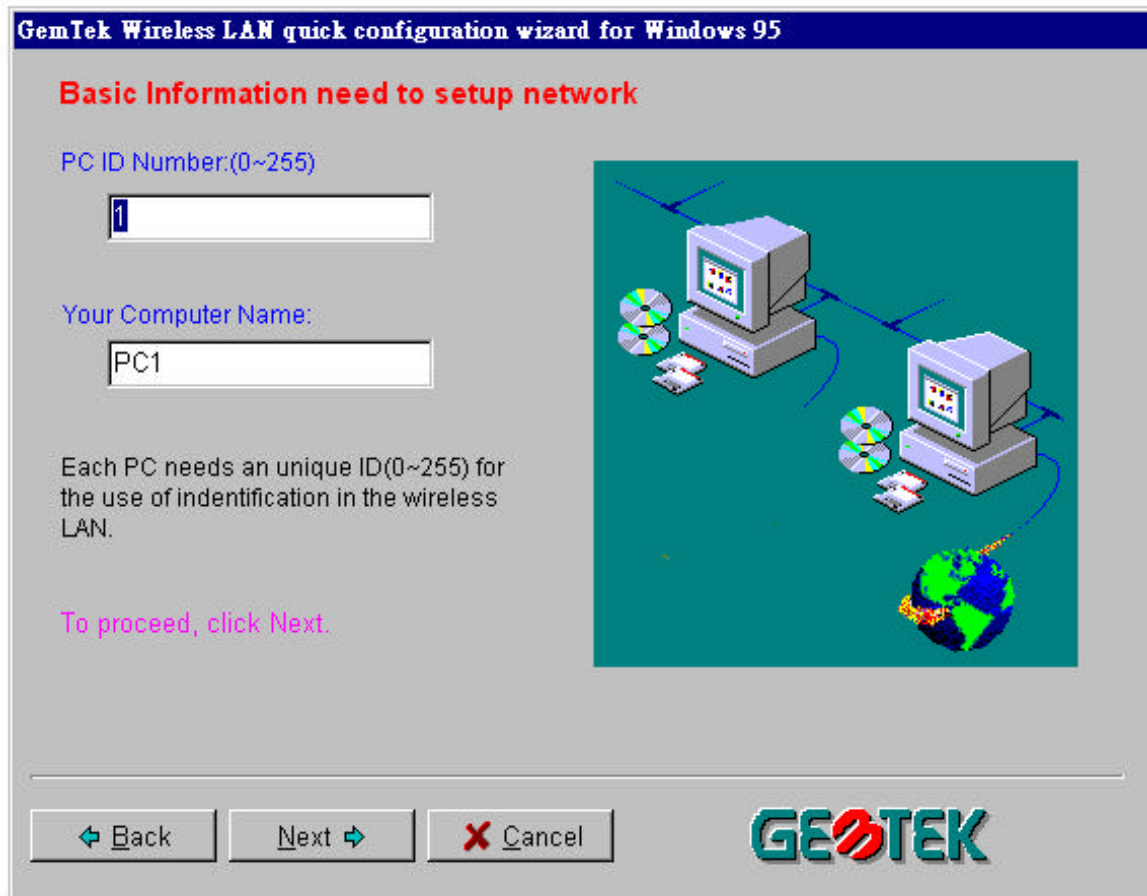 GemTek Wireless LAN quick configuration wizard for Windows 95
Basic Information need to setup network
PC ID Number:(0~255)
1
Your Computer Name:
PC1
Each PC needs an unique ID(0~255) for
the use of indentification in the wireless
LAN.
To proceed, click Next.
Back
Next
Cancel
GEMTEK